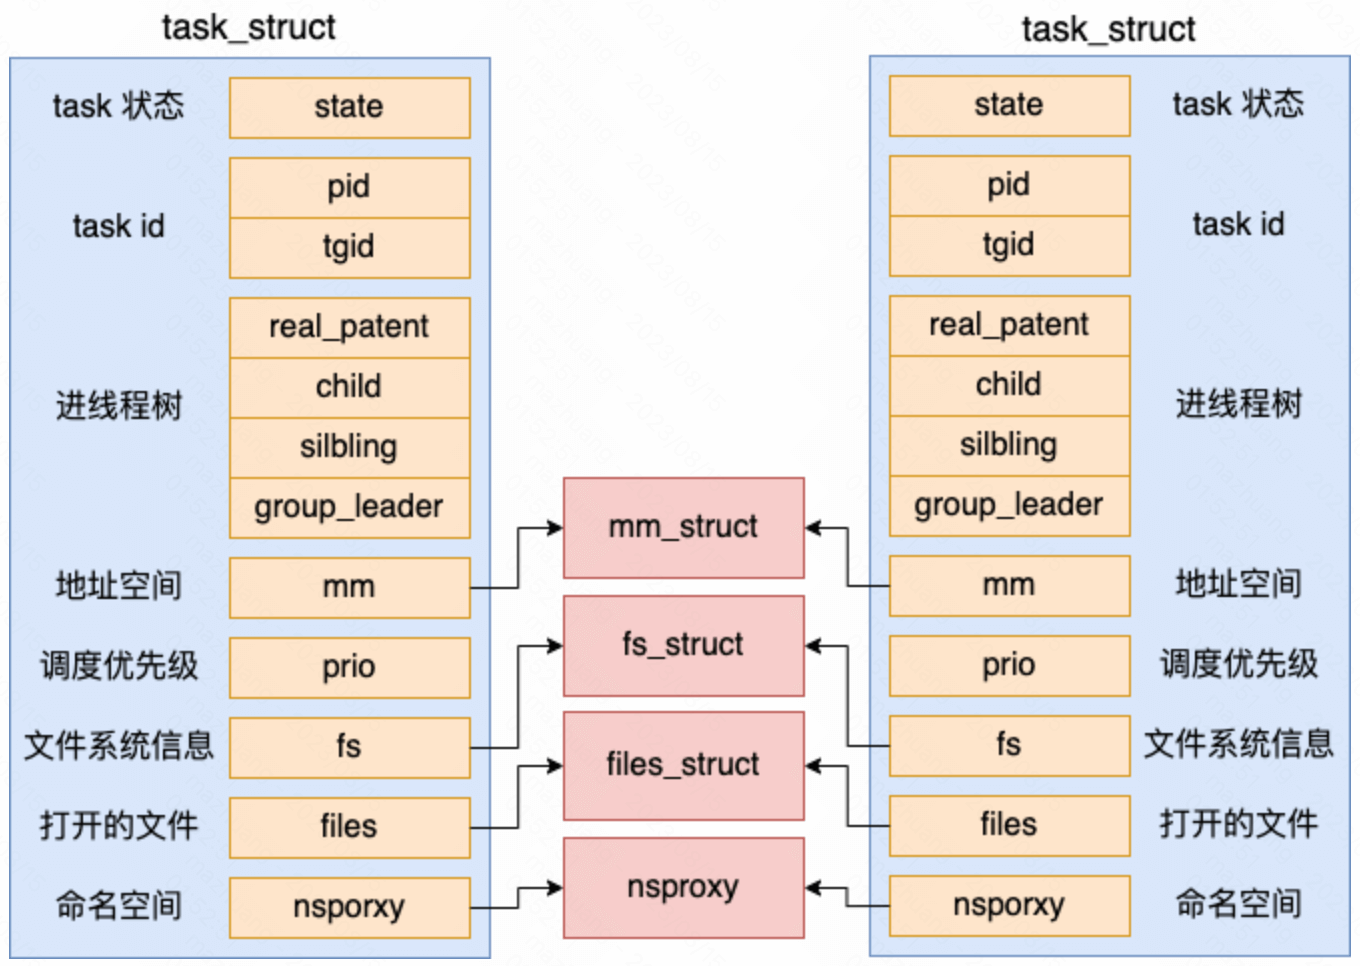 task_struct
task 状态
state
task id
pid
tgid
进线程树
real_patent
child
silbling
group_leader
地址空间
mm
调度优先级
prio
文件系统信息
fs
打开的文件
files
命名空间
nsporxy
mm_struct
fs_struct
files_struct
nsproxy
task_struct
state
task 状态
pid
tgid
task id
real_patent
child
silbling
group_leader
进线程树
mm
地址空间
prio
调度优先级
fs
文件系统信息
files
打开的文件
nsporxy
命名空间